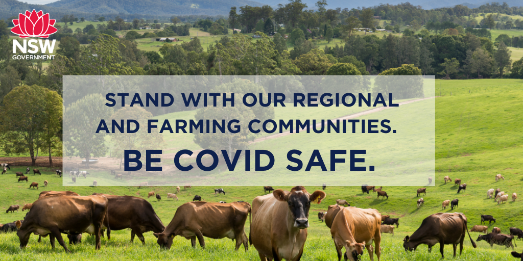 NSW
GOVERNMENT
STAND WITH OUR REGIONAL
AND FARMING COMMUNITIES.
BE COVID SAFE.